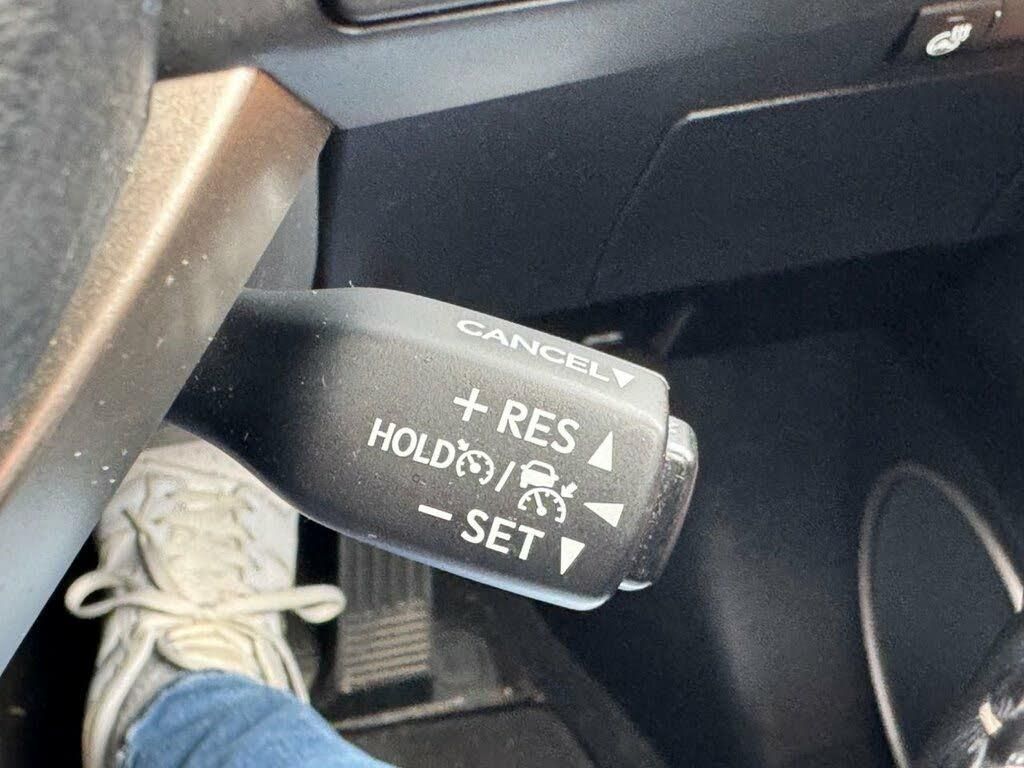 CANCEL▼
+ RES ▲
HOLD /
− SET ▼